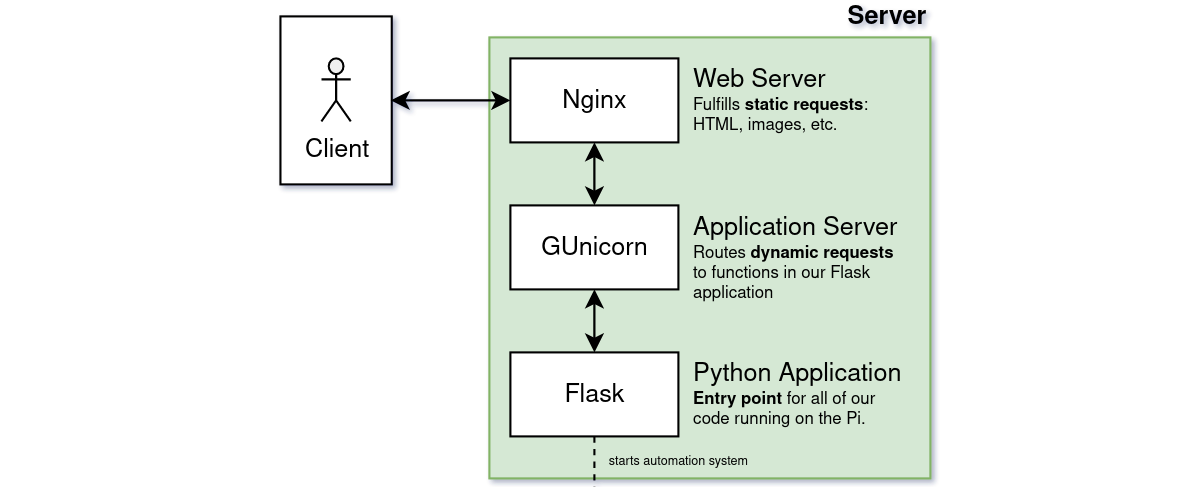 Server
Client
Nginx
Web Server
Fulfills static requests:
HTML, images, etc.
GUnicorn
Application Server
Routes dynamic requests
to functions in our Flask
application
Flask
Python Application
Entry point for all of our
code running on the Pi.
starts automation system